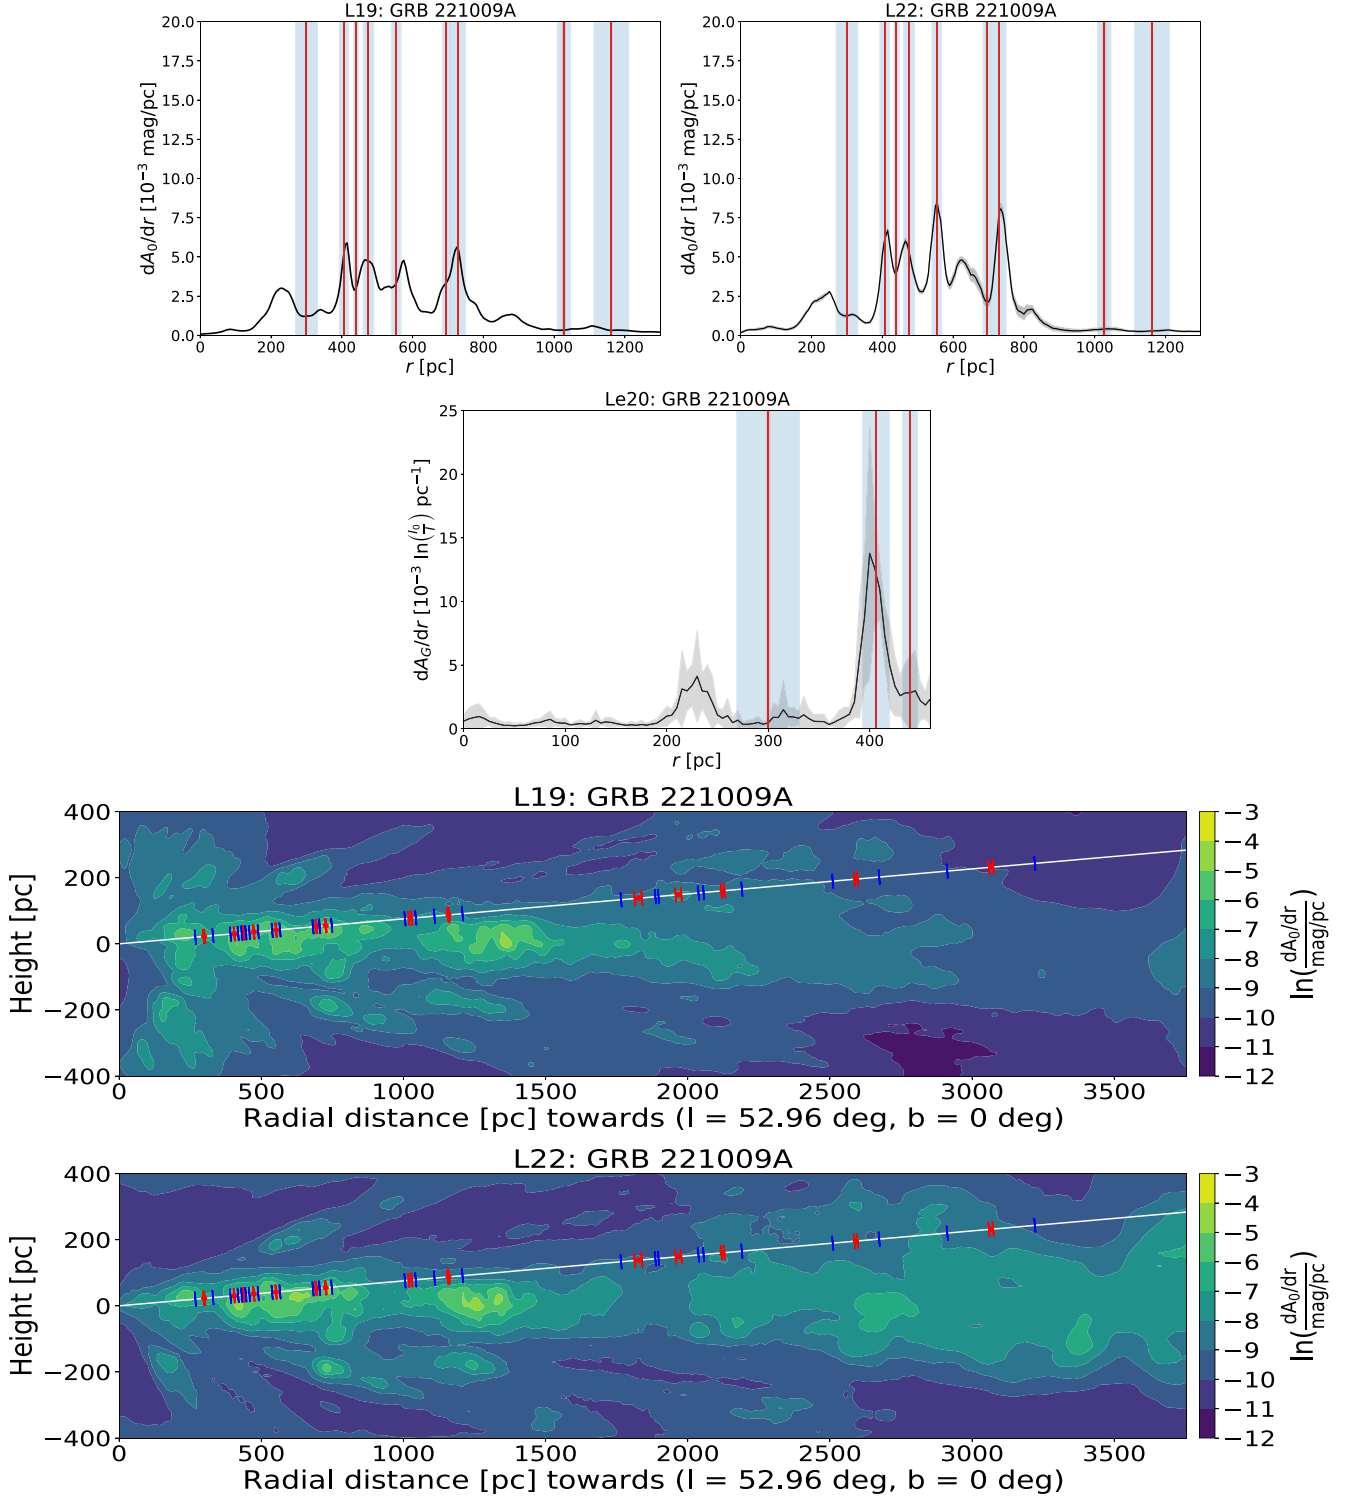 L19: GRB 221009A
20.0
17.5
15.0
12.5
10.0
7.5
5.0
2.5
0.0
dA₀/dr [10⁻³ mag/pc]
0 200 400 600 800 1000 1200
r [pc]
L22: GRB 221009A
20.0
17.5
15.0
12.5
10.0
7.5
5.0
2.5
0.0
dA₀/dr [10⁻³ mag/pc]
0 200 400 600 800 1000 1200
r [pc]
Le20: GRB 221009A
25
20
15
10
5
0
dA_G/dr [10⁻³ ln(I₀/I) pc⁻¹]
0 100 200 300 400
r [pc]
L19: GRB 221009A
400
200
0
−200
−400
Height [pc]
0 500 1000 1500 2000 2500 3000 3500
Radial distance [pc] towards (l = 52.96 deg, b = 0 deg)
−3
−4
−5
−6
−7
−8
−9
−10
−11
−12
ln(dA₀/dr / mag/pc)
L22: GRB 221009A
400
200
0
−200
−400
Height [pc]
0 500 1000 1500 2000 2500 3000 3500
Radial distance [pc] towards (l = 52.96 deg, b = 0 deg)
−3
−4
−5
−6
−7
−8
−9
−10
−11
−12
ln(dA₀/dr / mag/pc)